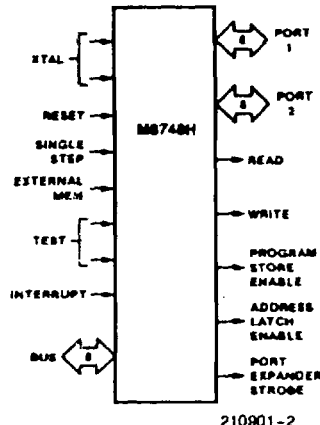 XTAL
RESET
SINGLE
STEP
EXTERNAL
MEM
TEST
INTERRUPT
BUS
8
M8748H
8
PORT
1
8
PORT
2
READ
WRITE
PROGRAM
STORE
ENABLE
ADDRESS
LATCH
ENABLE
PORT
EXPANDER
STROBE
210901-2